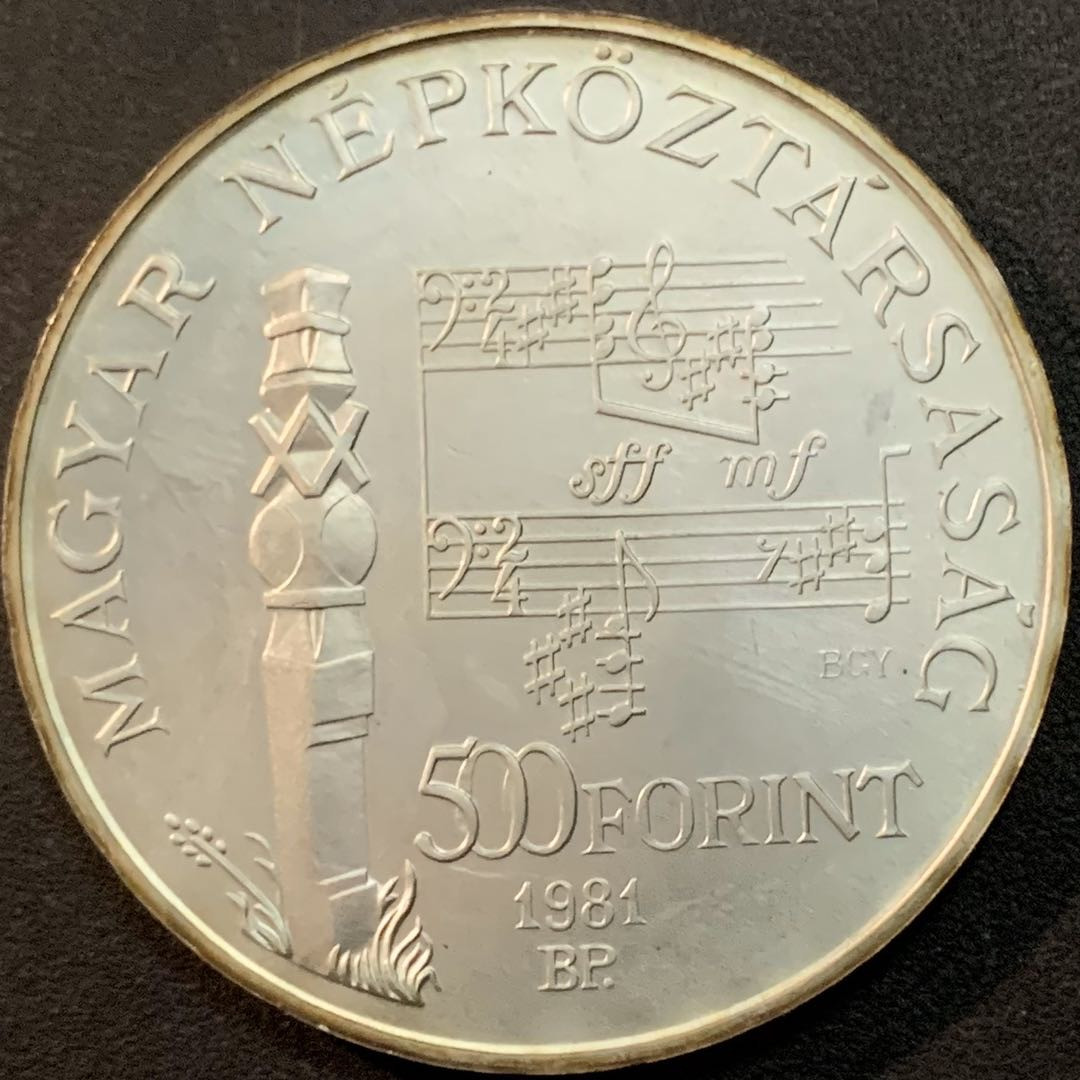 MAGYAR NÉPKÖZTÁRSASÁG
sff mf
BGY.
500 FORINT
1981
BP.